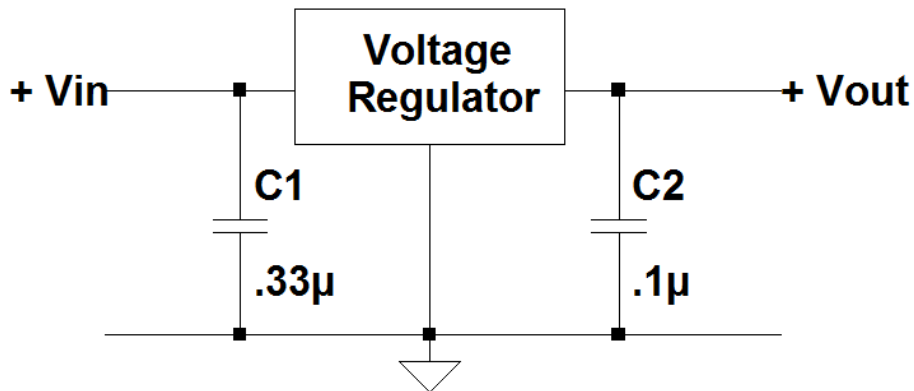 Voltage
Regulator
+ Vin
+ Vout
C1
C2
.33µ
.1µ